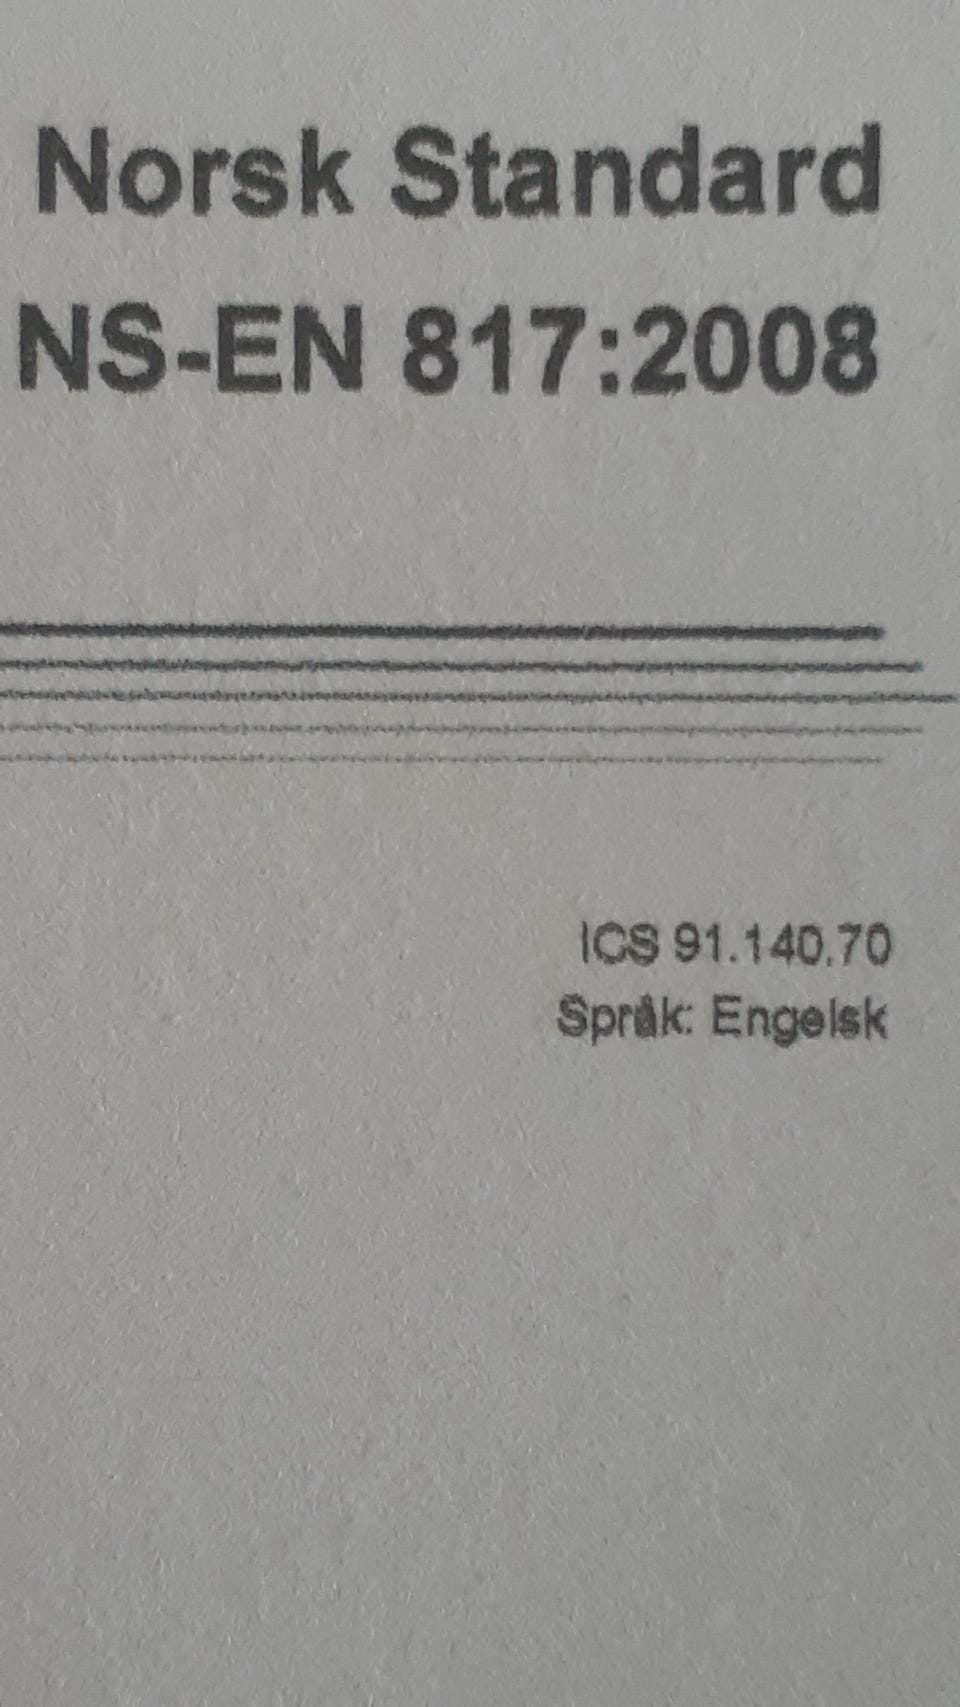 Norsk Standard
NS-EN 817:2008
ICS 91.140.70
Språk: Engelsk